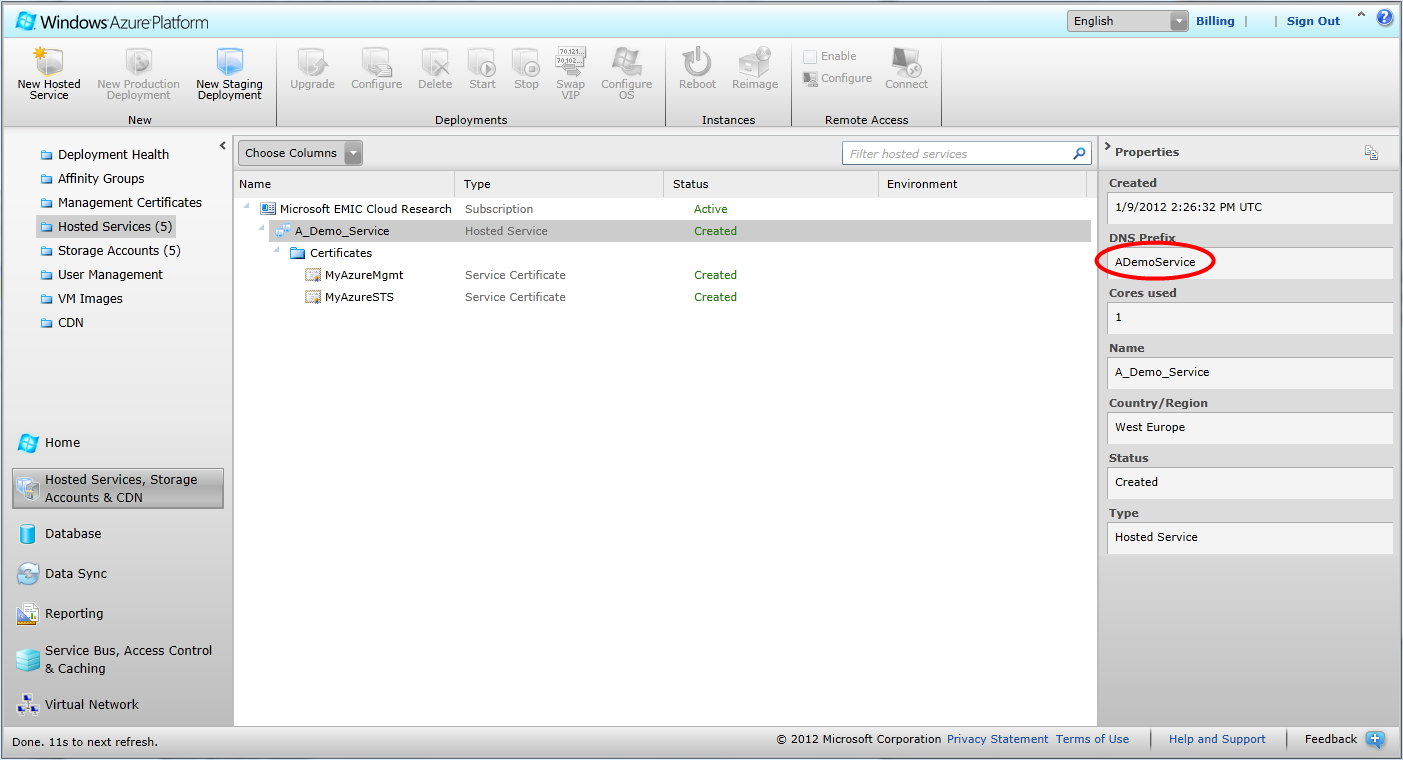 Windows Azure Platform
English
Billing | | Sign Out
New Hosted
Service
New Production
Deployment
New Staging
Deployment
New
Upgrade
Configure
Delete
Start
Stop
70,121...
70,102...
Swap
VIP
Configure
OS
Deployments
Reboot
Reimage
Instances
Enable
Configure
Connect
Remote Access
Deployment Health
Affinity Groups
Management Certificates
Hosted Services (5)
Storage Accounts (5)
User Management
VM Images
CDN
Home
Hosted Services, Storage
Accounts & CDN
Database
Data Sync
Reporting
Service Bus, Access Control
& Caching
Virtual Network
Choose Columns
Filter hosted services
Name Type Status Environment
Microsoft EMIC Cloud Research Subscription Active
A_Demo_Service Hosted Service Created
Certificates
MyAzureMgmt Service Certificate Created
MyAzureSTS Service Certificate Created
Properties
Created
1/9/2012 2:26:32 PM UTC
DNS Prefix
ADemoService
Cores used
1
Name
A_Demo_Service
Country/Region
West Europe
Status
Created
Type
Hosted Service
Done. 11s to next refresh.
© 2012 Microsoft Corporation Privacy Statement Terms of Use | Help and Support | Feedback